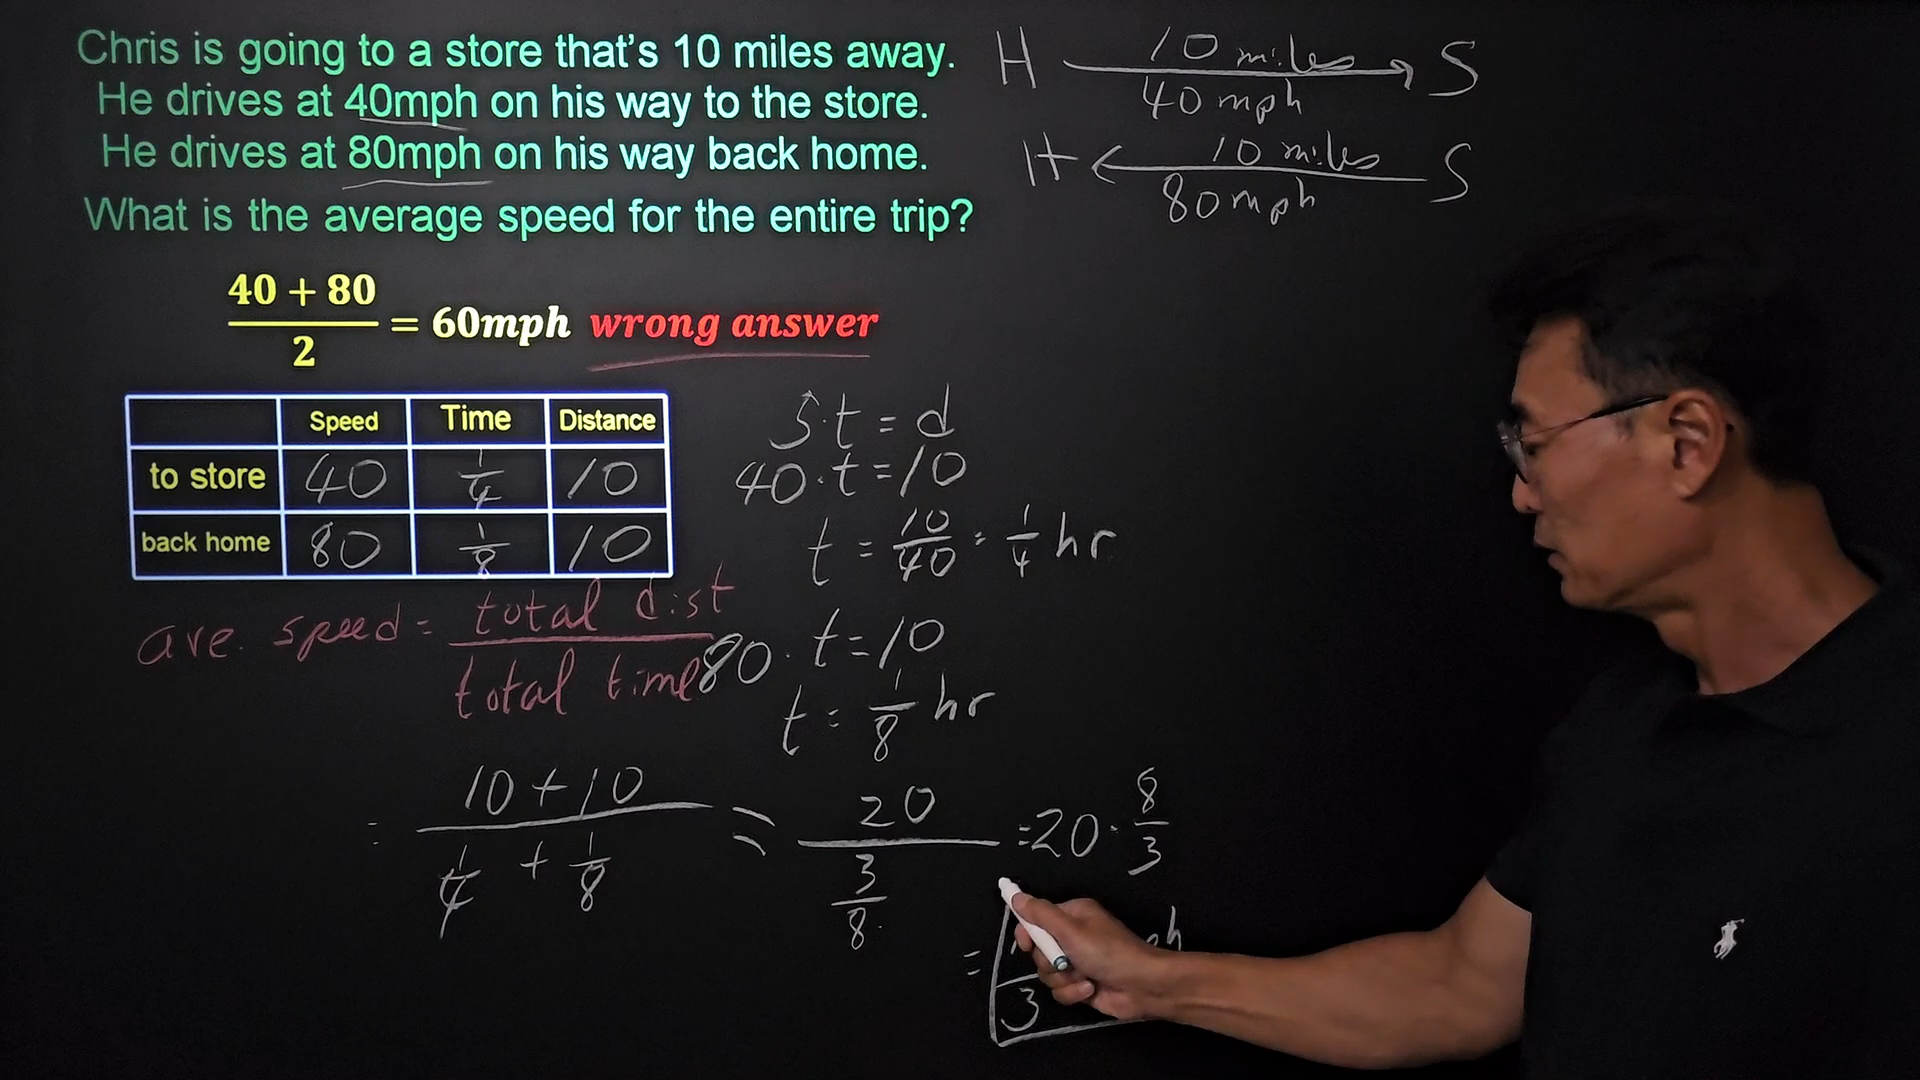 Chris is going to a store that's 10 miles away.
He drives at 40mph on his way to the store.
He drives at 80mph on his way back home.
What is the average speed for the entire trip?
H 10 miles S
40 mph
H 10 miles S
80 mph
40 + 80
2
= 60mph wrong answer
Speed Time Distance
to store 40 1/4 10
back home 80 1/8 10
S·t = d
40·t = 10
t = 10/40 = 1/4 hr
80·t = 10
t = 1/8 hr
ave. speed = total dist
total time
= 10 + 10
1/4 + 1/8
= 20
3/8
= 20 · 8/3
=
3